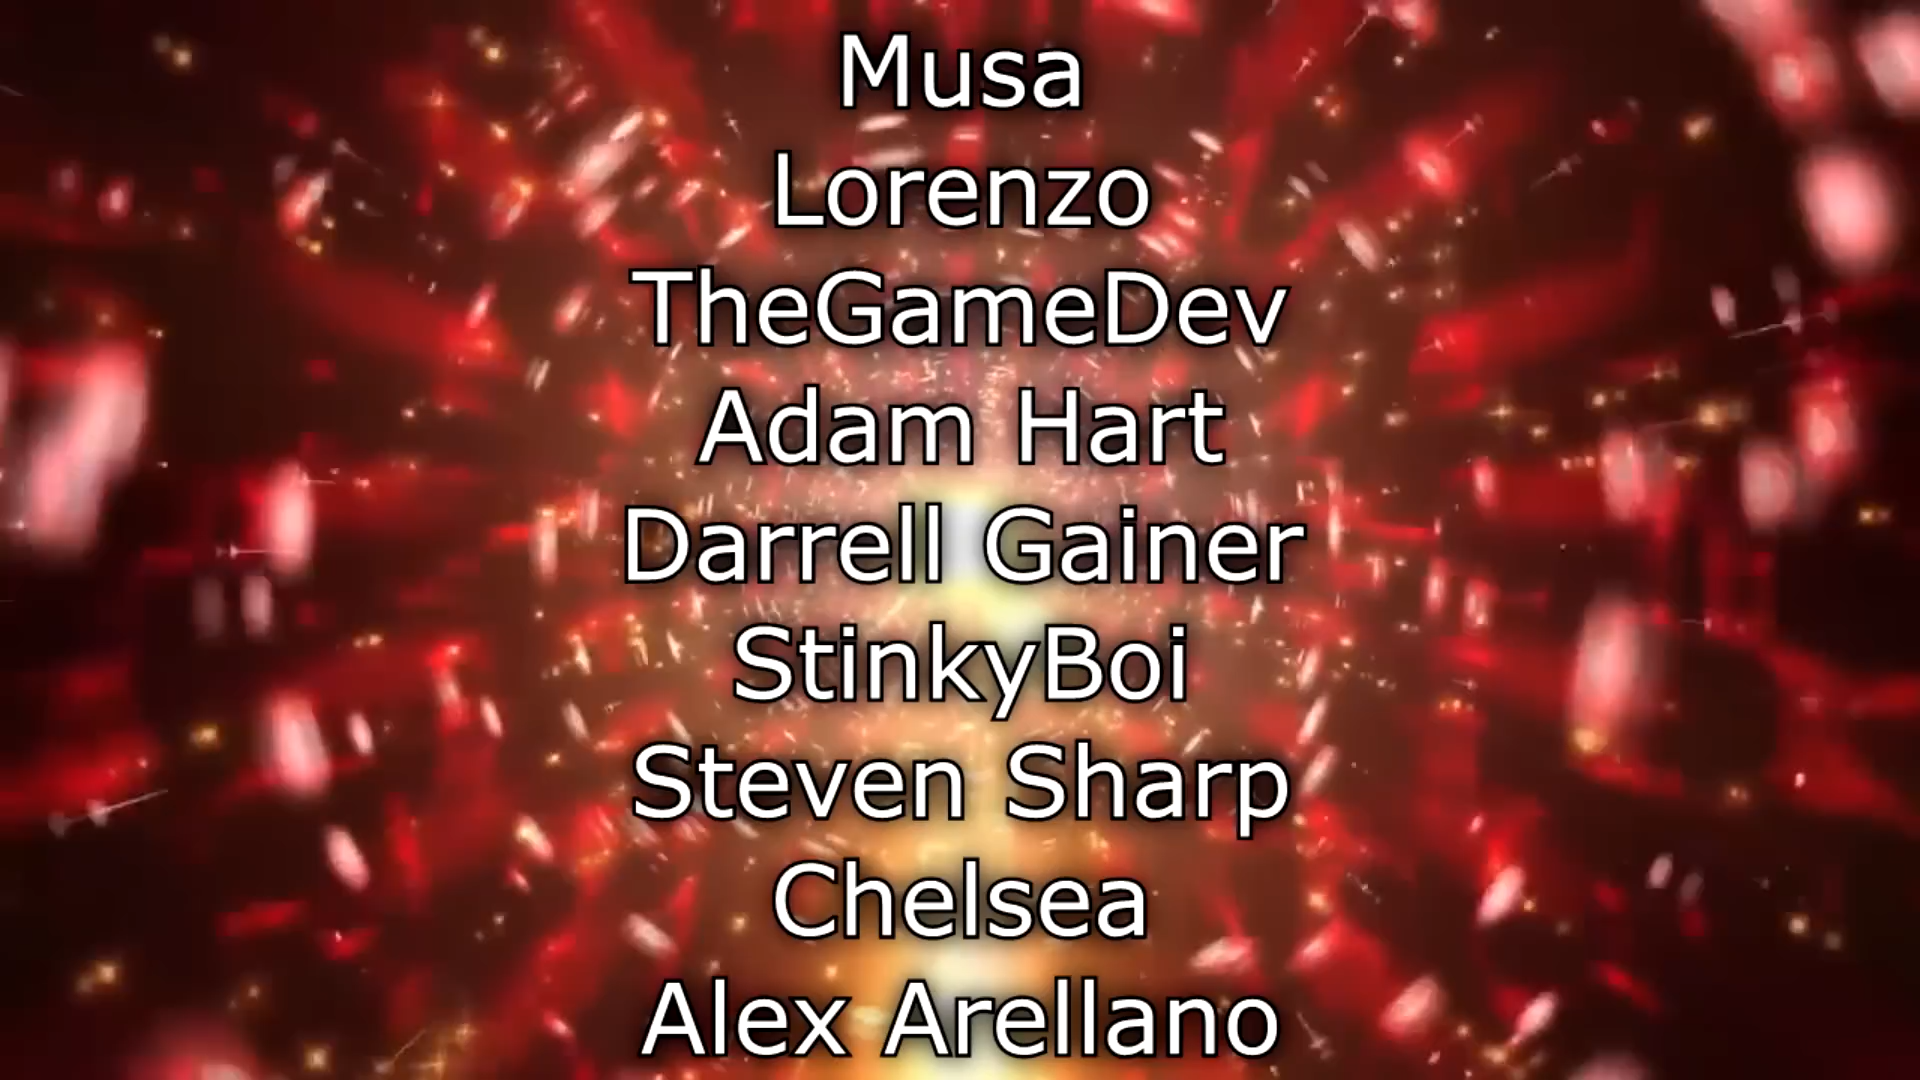 Musa
Lorenzo
TheGameDev
Adam Hart
Darrell Gainer
StinkyBoi
Steven Sharp
Chelsea
Alex Arellano